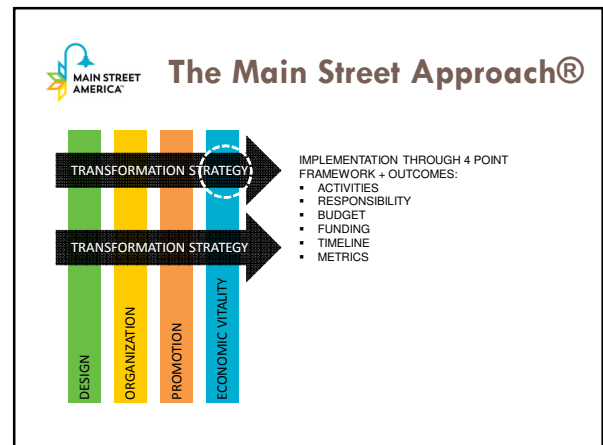 MAIN STREET
AMERICA™
The Main Street Approach®
TRANSFORMATION STRATEGY
TRANSFORMATION STRATEGY
DESIGN
ORGANIZATION
PROMOTION
ECONOMIC VITALITY
IMPLEMENTATION THROUGH 4 POINT
FRAMEWORK + OUTCOMES:
▪ ACTIVITIES
▪ RESPONSIBILITY
▪ BUDGET
▪ FUNDING
▪ TIMELINE
▪ METRICS